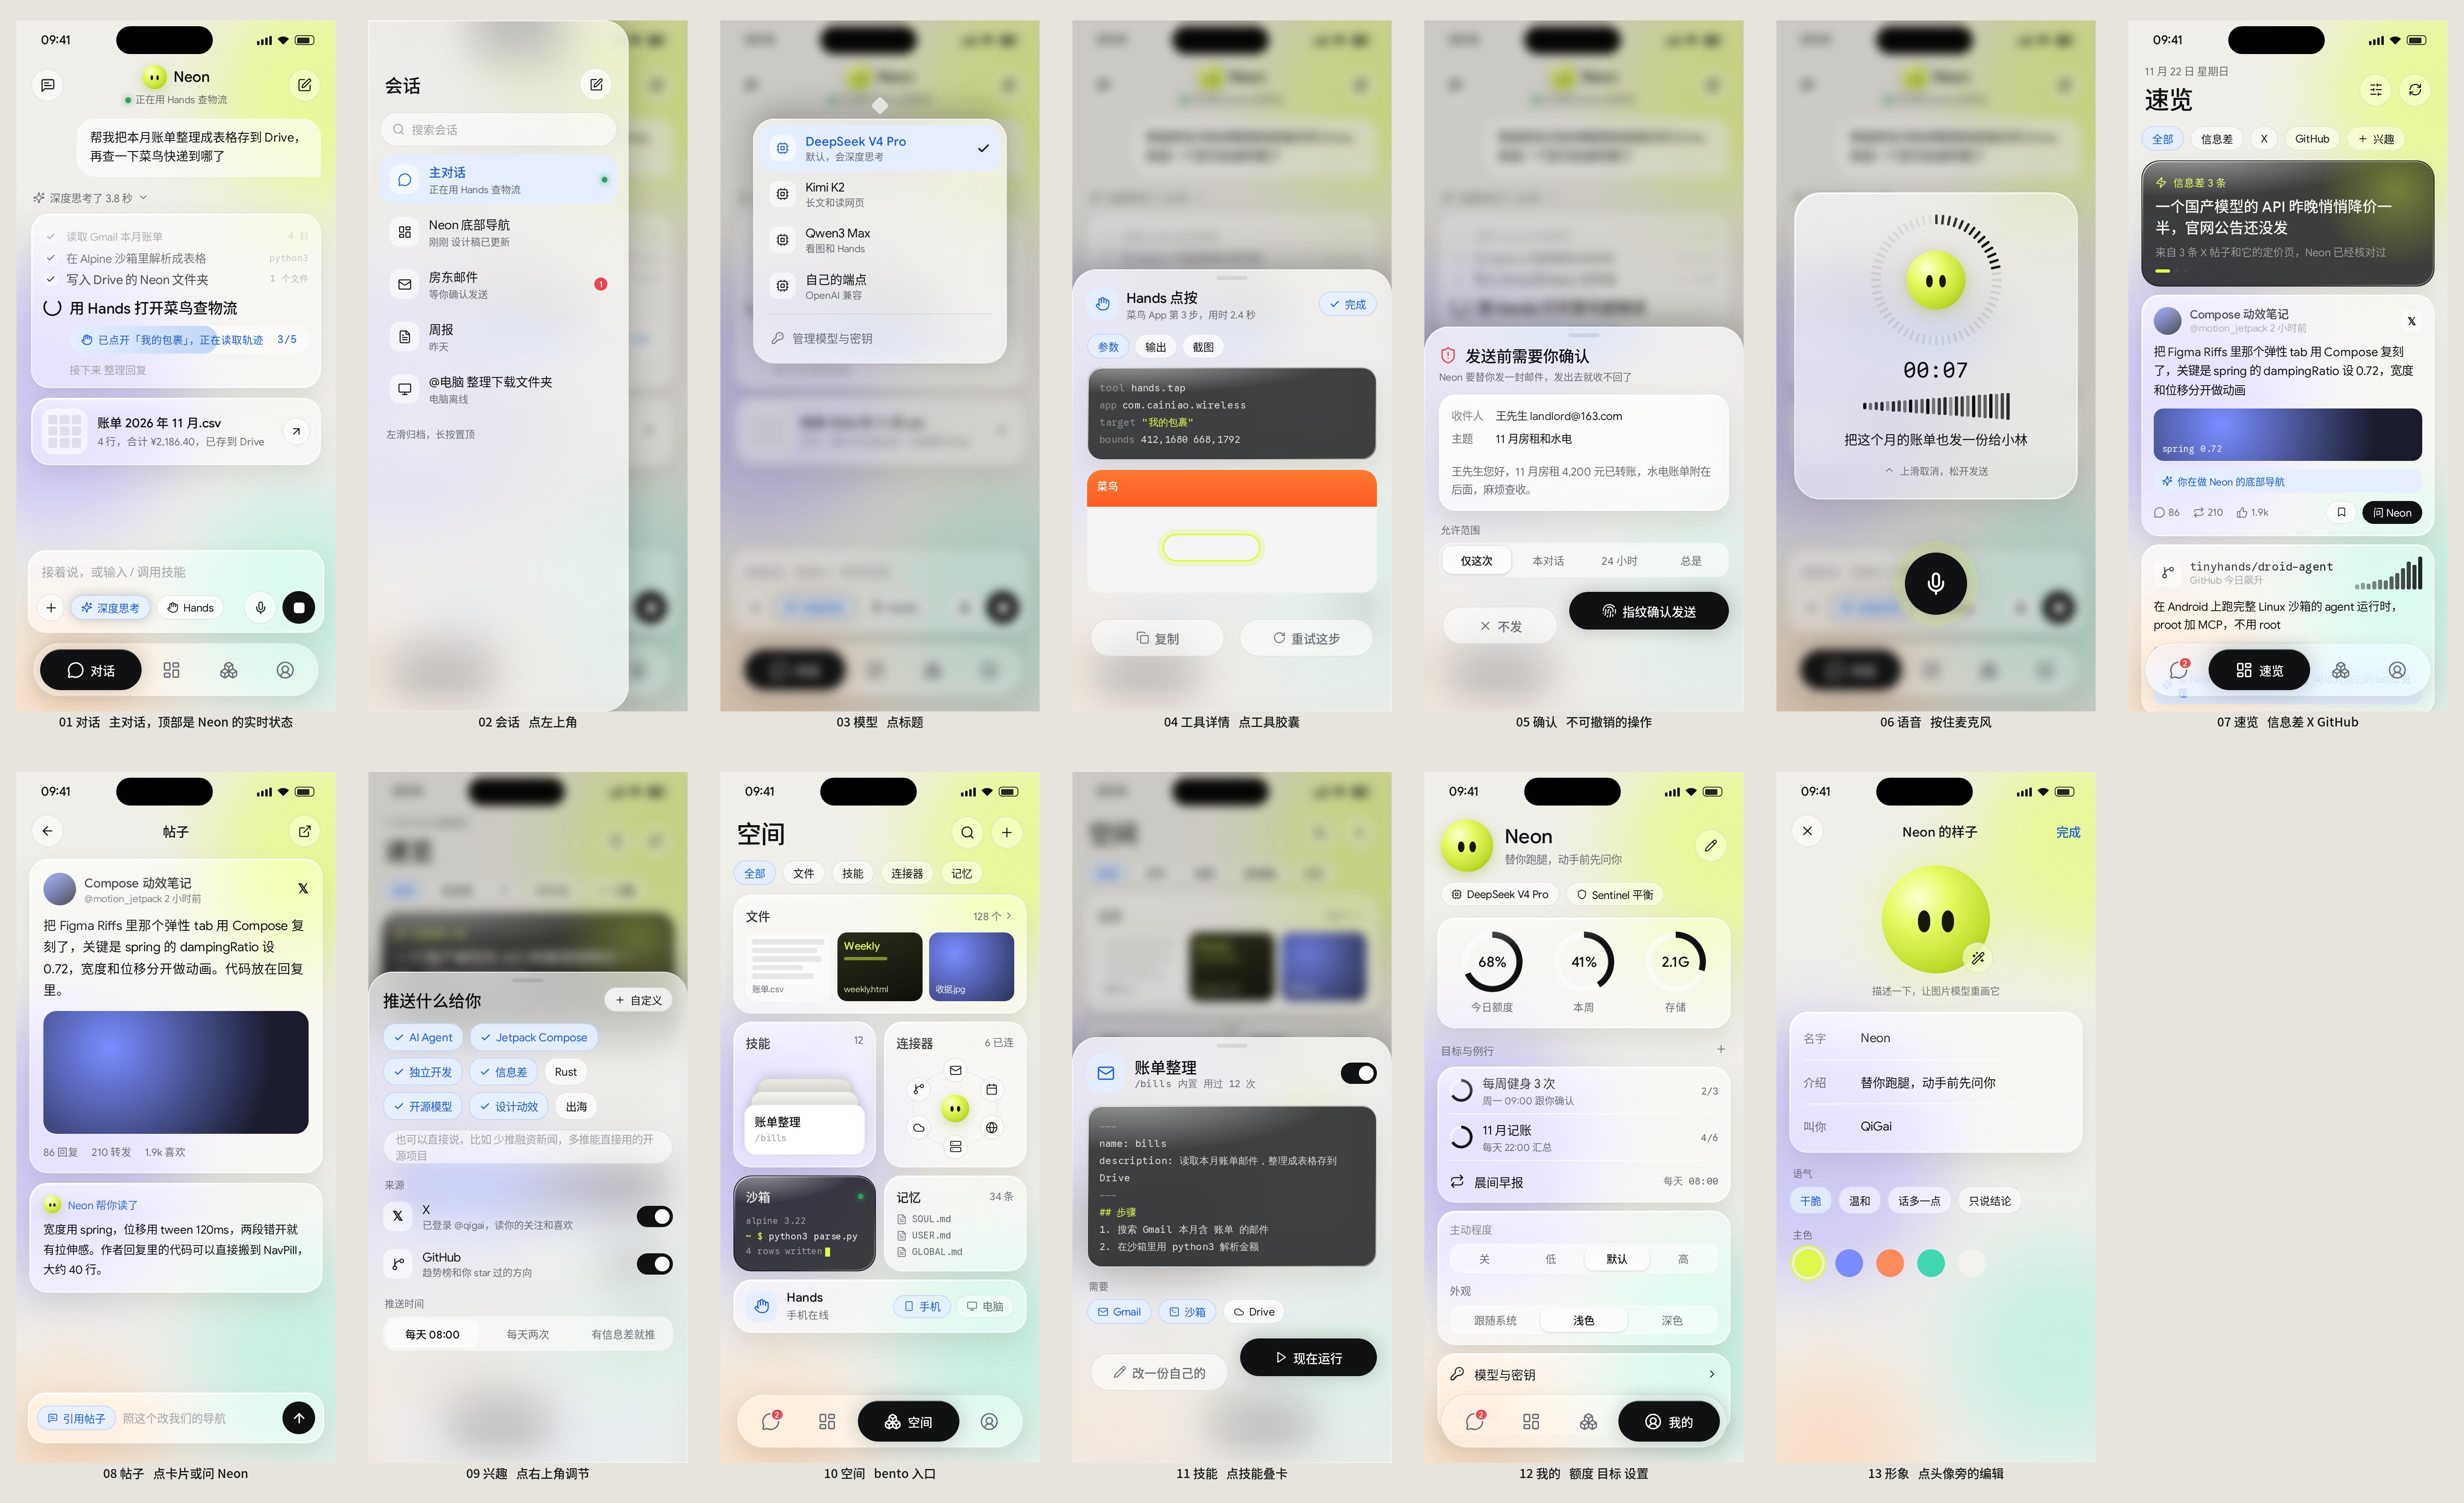 09:41
Neon
正在用 Hands 查物流
帮我把本月账单整理成表格存到 Drive，
再查一下菜鸟快递到哪了
深度思考了 3.8 秒
读取 Gmail 本月账单 4 封
在 Alpine 沙箱里解析成表格 python3
写入 Drive 的 Neon 文件夹 1 个文件
用 Hands 打开菜鸟查物流
已点开「我的包裹」，正在读取轨迹 3/5
接下来 整理回复
账单 2026 年 11 月.csv
4 行，合计 ¥2,186.40，已存到 Drive
接着说，或输入 / 调用技能
深度思考
Hands
对话
01 对话 主对话，顶部是 Neon 的实时状态
会话
搜索会话
主对话
正在用 Hands 查物流
Neon 底部导航
刚刚 设计稿已更新
房东邮件
等你确认发送
1
周报
昨天
@电脑 整理下载文件夹
电脑离线
左滑归档，长按置顶
02 会话 点左上角
DeepSeek V4 Pro
默认，会深度思考
Kimi K2
长文和读网页
Qwen3 Max
看图和 Hands
自己的端点
OpenAI 兼容
管理模型与密钥
03 模型 点标题
Hands 点按
菜鸟 App 第 3 步，用时 2.4 秒
完成
参数
输出
截图
tool hands.tap
app com.cainiao.wireless
target "我的包裹"
bounds 412,1680 668,1792
菜鸟
复制
重试这步
04 工具详情 点工具胶囊
发送前需要你确认
Neon 要替你发一封邮件，发出去就收不回了
收件人 王先生 landlord@163.com
主题 11 月房租和水电
王先生您好，11 月房租 4,200 元已转账，水电账单附在
后面，麻烦查收。
允许范围
仅这次
本对话
24 小时
总是
不发
指纹确认发送
05 确认 不可撤销的操作
00:07
把这个月的账单也发一份给小林
上滑取消，松开发送
06 语音 按住麦克风
09:41
11 月 22 日 星期日
速览
全部
信息差
X
GitHub
兴趣
信息差 3 条
一个国产模型的 API 昨晚悄悄降价一
半，官网公告还没发
来自 3 条 X 帖子和它的定价页，Neon 已经核对过
Compose 动效笔记
@motion_jetpack 2 小时前
把 Figma Riffs 里那个弹性 tab 用 Compose 复刻
了，关键是 spring 的 dampingRatio 设 0.72，宽度
和位移分开做动画
spring 0.72
你在做 Neon 的底部导航
86
210
1.9k
问 Neon
tinyhands/droid-agent
GitHub 今日飙升
在 Android 上跑完整 Linux 沙箱的 agent 运行时，
proot 加 MCP，不用 root
2
速览
07 速览 信息差 X GitHub
09:41
帖子
Compose 动效笔记
@motion_jetpack 2 小时前
把 Figma Riffs 里那个弹性 tab 用 Compose 复
刻了，关键是 spring 的 dampingRatio 设
0.72，宽度和位移分开做动画。代码放在回复
里。
86 回复 210 转发 1.9k 喜欢
Neon 帮你读了
宽度用 spring，位移用 tween 120ms，两段错开就
有拉伸感。作者回复里的代码可以直接搬到 NavPill，
大约 40 行。
引用帖子
照这个改我们的导航
08 帖子 点卡片或问 Neon
推送什么给你
自定义
AI Agent
Jetpack Compose
独立开发
信息差
Rust
开源模型
设计动效
出海
也可以直接说，比如 少推融资新闻，多推能直接用的开
源项目
来源
X
已登录 @qigai，读你的关注和喜欢
GitHub
趋势榜和你 star 过的方向
推送时间
每天 08:00
每天两次
有信息差就推
09 兴趣 点右上角调节
09:41
空间
全部
文件
技能
连接器
记忆
文件
128 个
账单.csv
Weekly
weekly.html
收据.jpg
技能
12
账单整理
/bills
连接器
6 已连
沙箱
alpine 3.22
~ $ python3 parse.py
4 rows written
记忆
34 条
SOUL.md
USER.md
GLOBAL.md
Hands
手机在线
手机
电脑
2
空间
10 空间 bento 入口
账单整理
/bills 内置 用过 12 次
---
name: bills
description: 读取本月账单邮件，整理成表格存到
Drive
---
## 步骤
1. 搜索 Gmail 本月含 账单 的邮件
2. 在沙箱里用 python3 解析金额
需要
Gmail
沙箱
Drive
改一份自己的
现在运行
11 技能 点技能叠卡
09:41
Neon
替你跑腿，动手前先问你
DeepSeek V4 Pro
Sentinel 平衡
68%
41%
2.1G
今日额度
本周
存储
目标与例行
每周健身 3 次
周一 09:00 跟你确认
2/3
11 月记账
每天 22:00 汇总
4/6
晨间早报
每天 08:00
主动程度
关
低
默认
高
外观
跟随系统
浅色
深色
模型与密钥
2
我的
12 我的 额度 目标 设置
09:41
Neon 的样子
完成
描述一下，让图片模型重画它
名字 Neon
介绍 替你跑腿，动手前先问你
叫你 QiGai
语气
干脆
温和
话多一点
只说结论
主色
13 形象 点头像旁的编辑